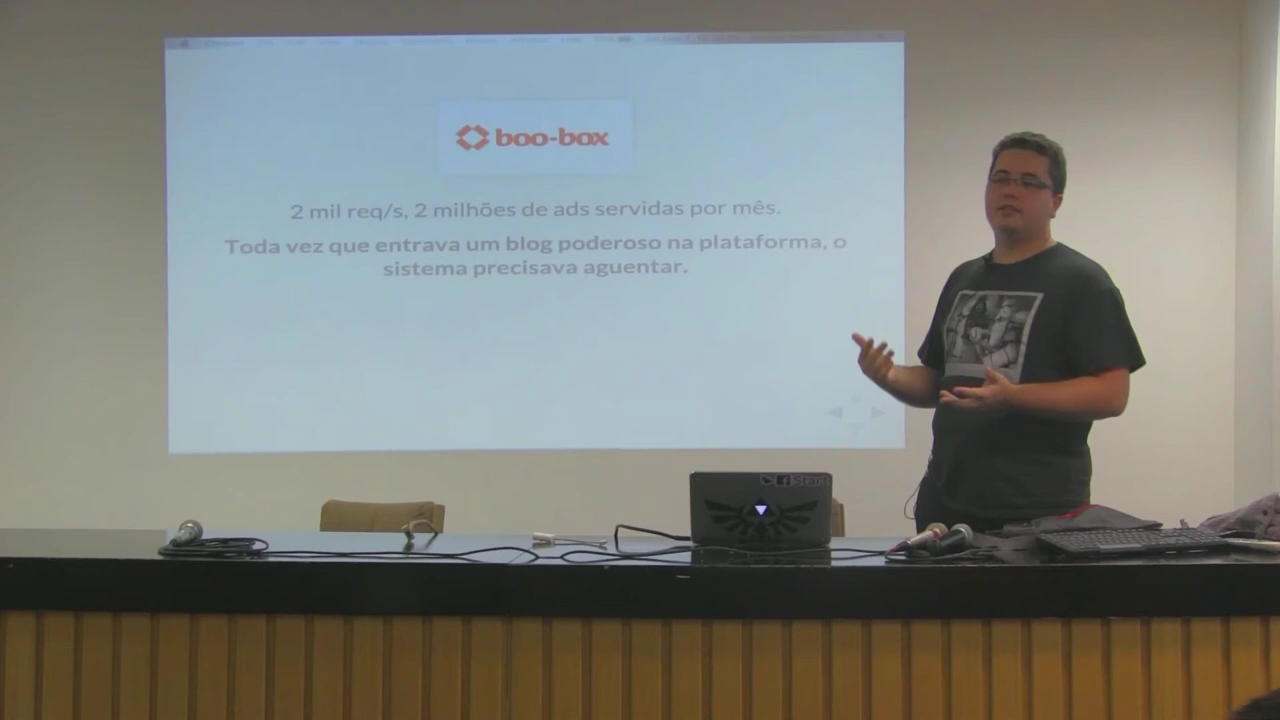 boo-box
2 mil req/s, 2 milhões de ads servidas por mês.
Toda vez que entrava um blog poderoso na plataforma, o
sistema precisava aguentar.
Start